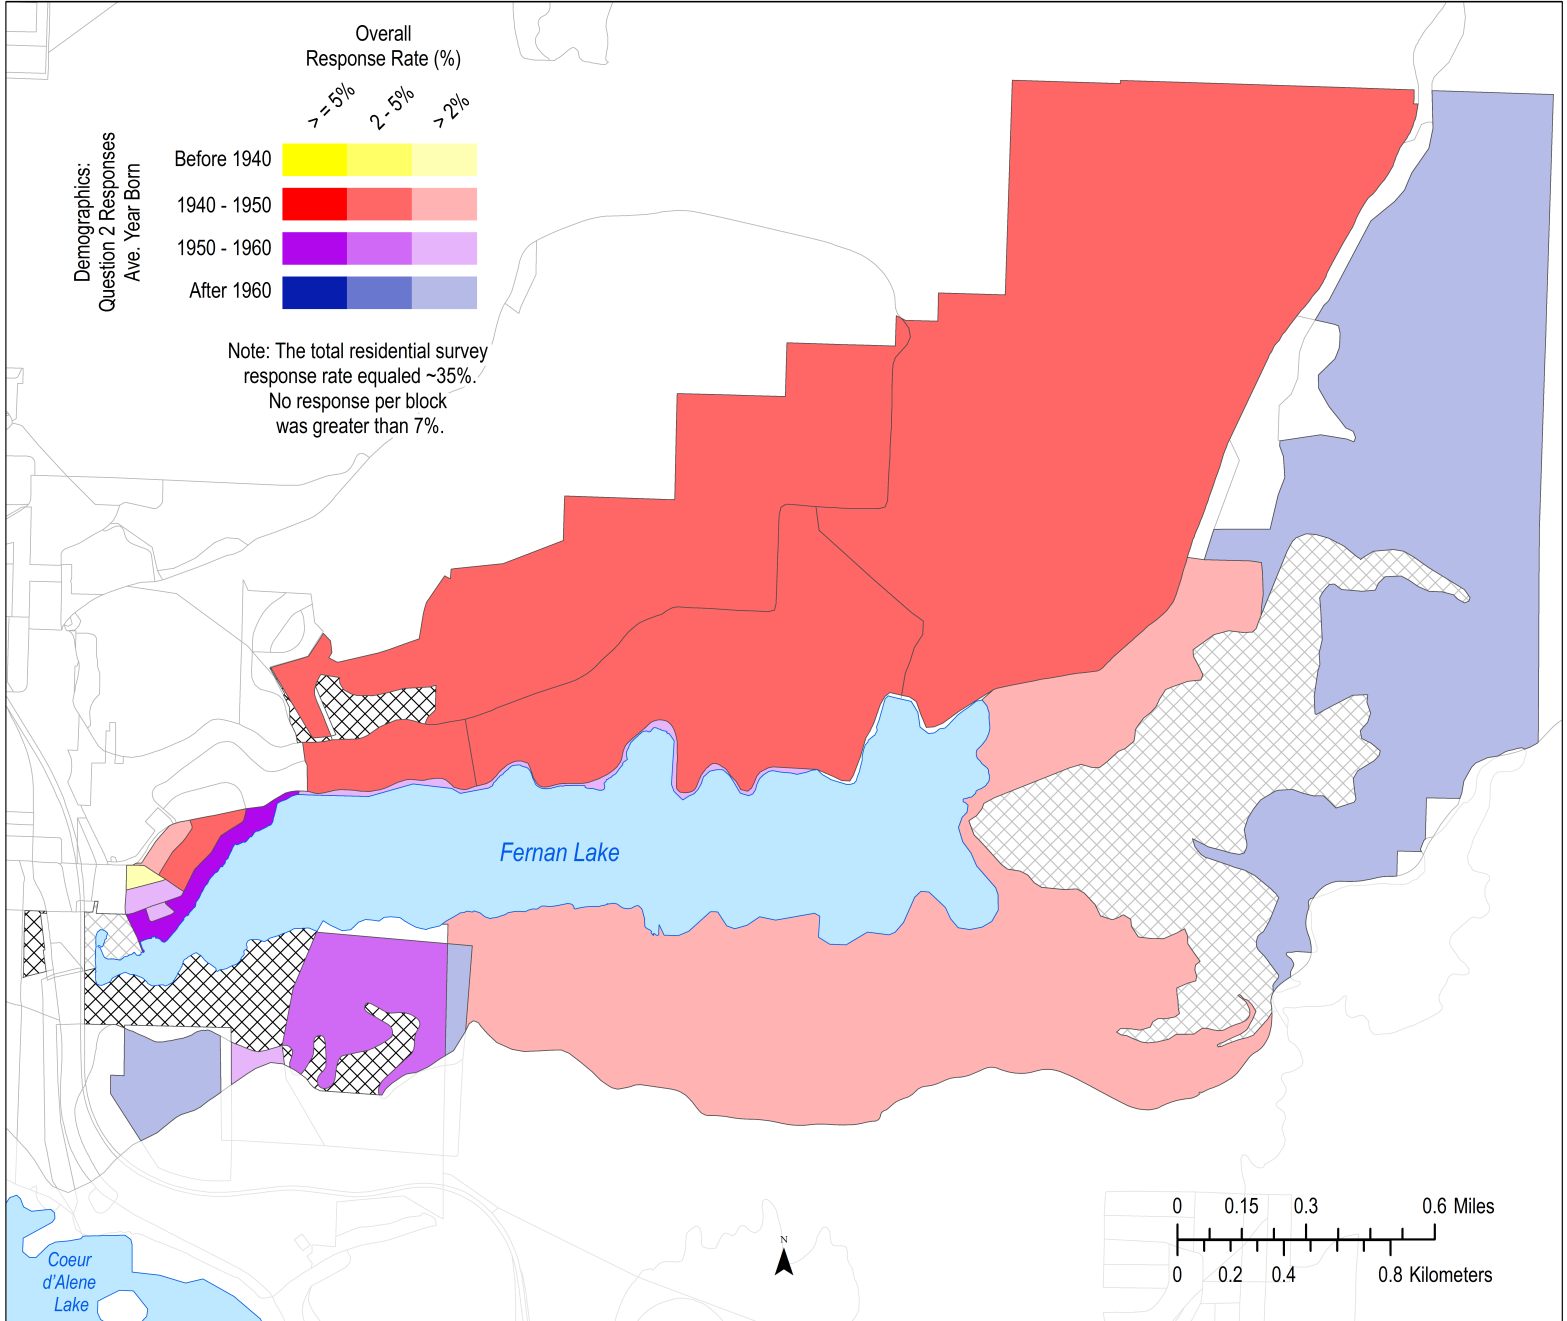 Overall
Response Rate (%)
> = 5%
2 - 5%
> 2%
Demographics:
Question 2 Responses
Ave. Year Born
Before 1940
1940 - 1950
1950 - 1960
After 1960
Note: The total residential survey
response rate equaled ~35%.
No response per block
was greater than 7%.
Fernan Lake
Coeur
d'Alene
Lake
N
0 0.15 0.3 0.6 Miles
0 0.2 0.4 0.8 Kilometers